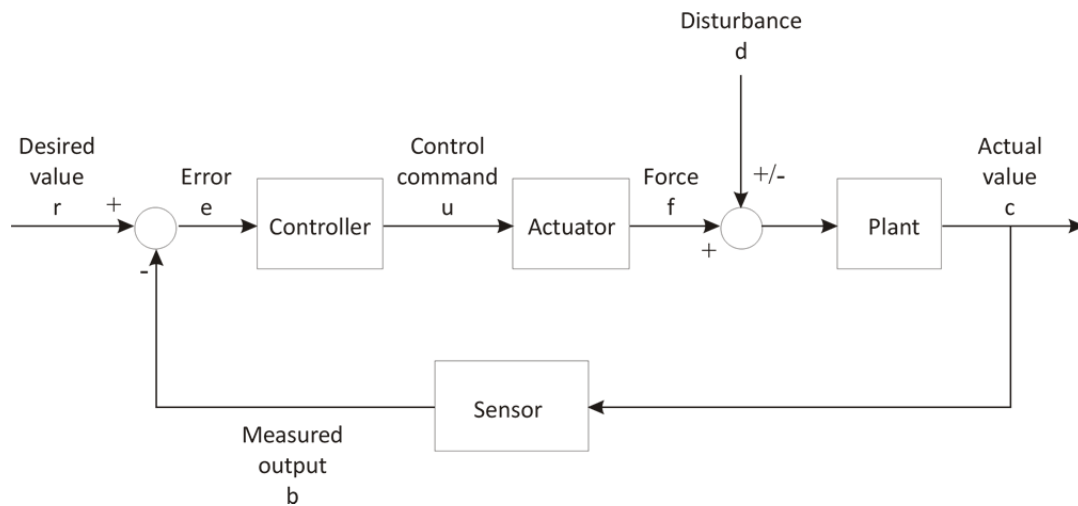 Disturbance
d
Desired
value
r
+
Error
e
Controller
Control
command
u
Actuator
Force
f
+/-
+
Plant
Actual
value
c
-
Sensor
Measured
output
b